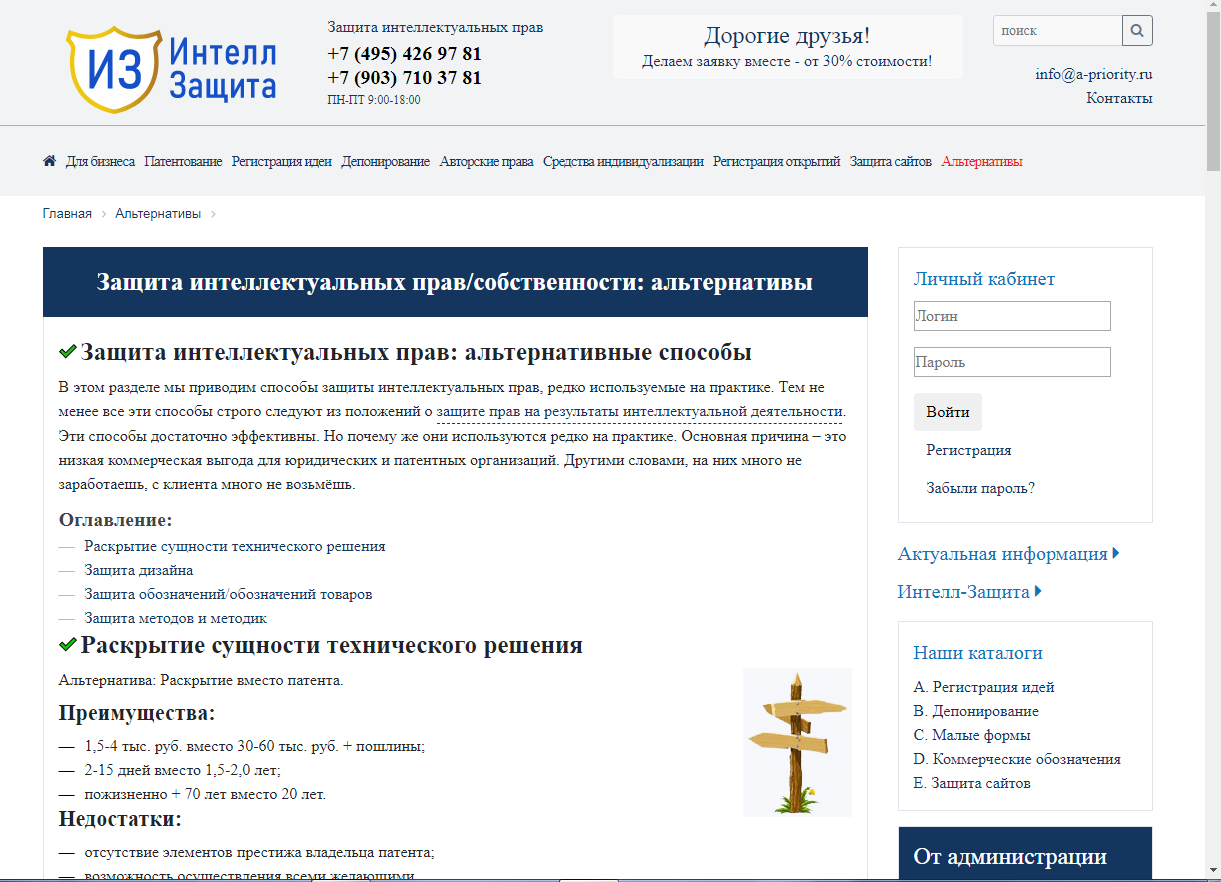 ИЗ
Интелл
Защита
Защита интеллектуальных прав
+7 (495) 426 97 81
+7 (903) 710 37 81
ПН-ПТ 9:00-18:00
Дорогие друзья!
Делаем заявку вместе - от 30% стоимости!
поиск
info@a-priority.ru
Контакты
Для бизнеса Патентование Регистрация идеи Депонирование Авторские права Средства индивидуализации Регистрация открытий Защита сайтов Альтернативы
Главная › Альтернативы ›
Защита интеллектуальных прав/собственности: альтернативы
Защита интеллектуальных прав: альтернативные способы
В этом разделе мы приводим способы защиты интеллектуальных прав, редко используемые на практике. Тем не
менее все эти способы строго следуют из положений о защите прав на результаты интеллектуальной деятельности.
Эти способы достаточно эффективны. Но почему же они используются редко на практике. Основная причина – это
низкая коммерческая выгода для юридических и патентных организаций. Другими словами, на них много не
заработаешь, с клиента много не возьмёшь.
Оглавление:
— Раскрытие сущности технического решения
— Защита дизайна
— Защита обозначений/обозначений товаров
— Защита методов и методик
Раскрытие сущности технического решения
Альтернатива: Раскрытие вместо патента.
Преимущества:
— 1,5-4 тыс. руб. вместо 30-60 тыс. руб. + пошлины;
— 2-15 дней вместо 1,5-2,0 лет;
— пожизненно + 70 лет вместо 20 лет.
Недостатки:
— отсутствие элементов престижа владельца патента;
— возможность осуществления всеми желающими
Личный кабинет
Логин
Пароль
Войти
Регистрация
Забыли пароль?
Актуальная информация
Интелл-Защита
Наши каталоги
A. Регистрация идей
B. Депонирование
C. Малые формы
D. Коммерческие обозначения
E. Защита сайтов
От администрации